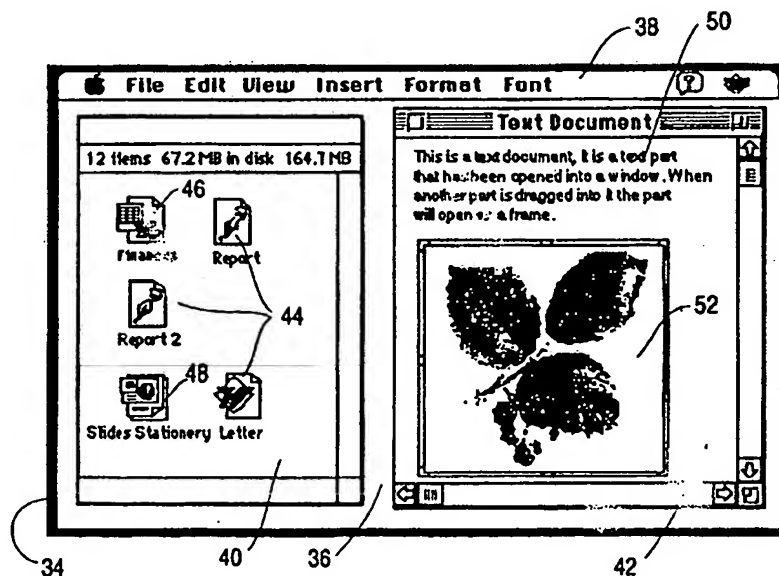 38
50
File Edit View Insert Format Font
Text Document
12 items 67.2 MB in disk 164.7 MB
This is a text document, it is a text part
that has been opened into a window. When
another part is dragged into it the part
will open as a frame.
46
Finances Report
44
Report 2
52
48
Slides Stationery Letter
34
40
36
42